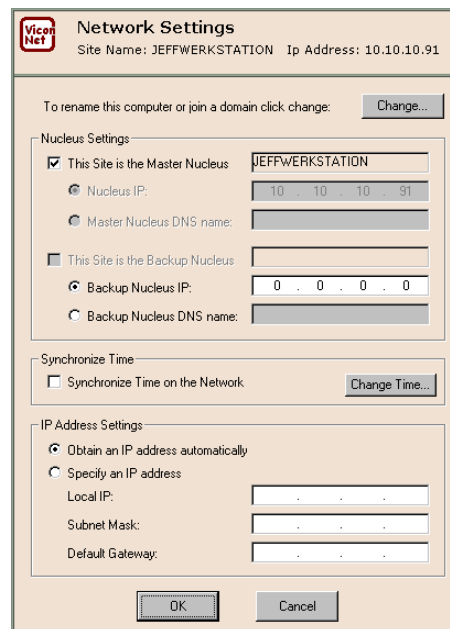 Vicon
Net
Network Settings
Site Name: JEFFWERKSTATION Ip Address: 10.10.10.91
To rename this computer or join a domain click change: Change...
Nucleus Settings
This Site is the Master Nucleus JEFFWERKSTATION
Nucleus IP: 10 . 10 . 10 . 91
Master Nucleus DNS name:
This Site is the Backup Nucleus
Backup Nucleus IP: 0 . 0 . 0 . 0
Backup Nucleus DNS name:
Synchronize Time
Synchronize Time on the Network Change Time...
IP Address Settings
Obtain an IP address automatically
Specify an IP address
Local IP: . . .
Subnet Mask: . . .
Default Gateway: . . .
OK Cancel